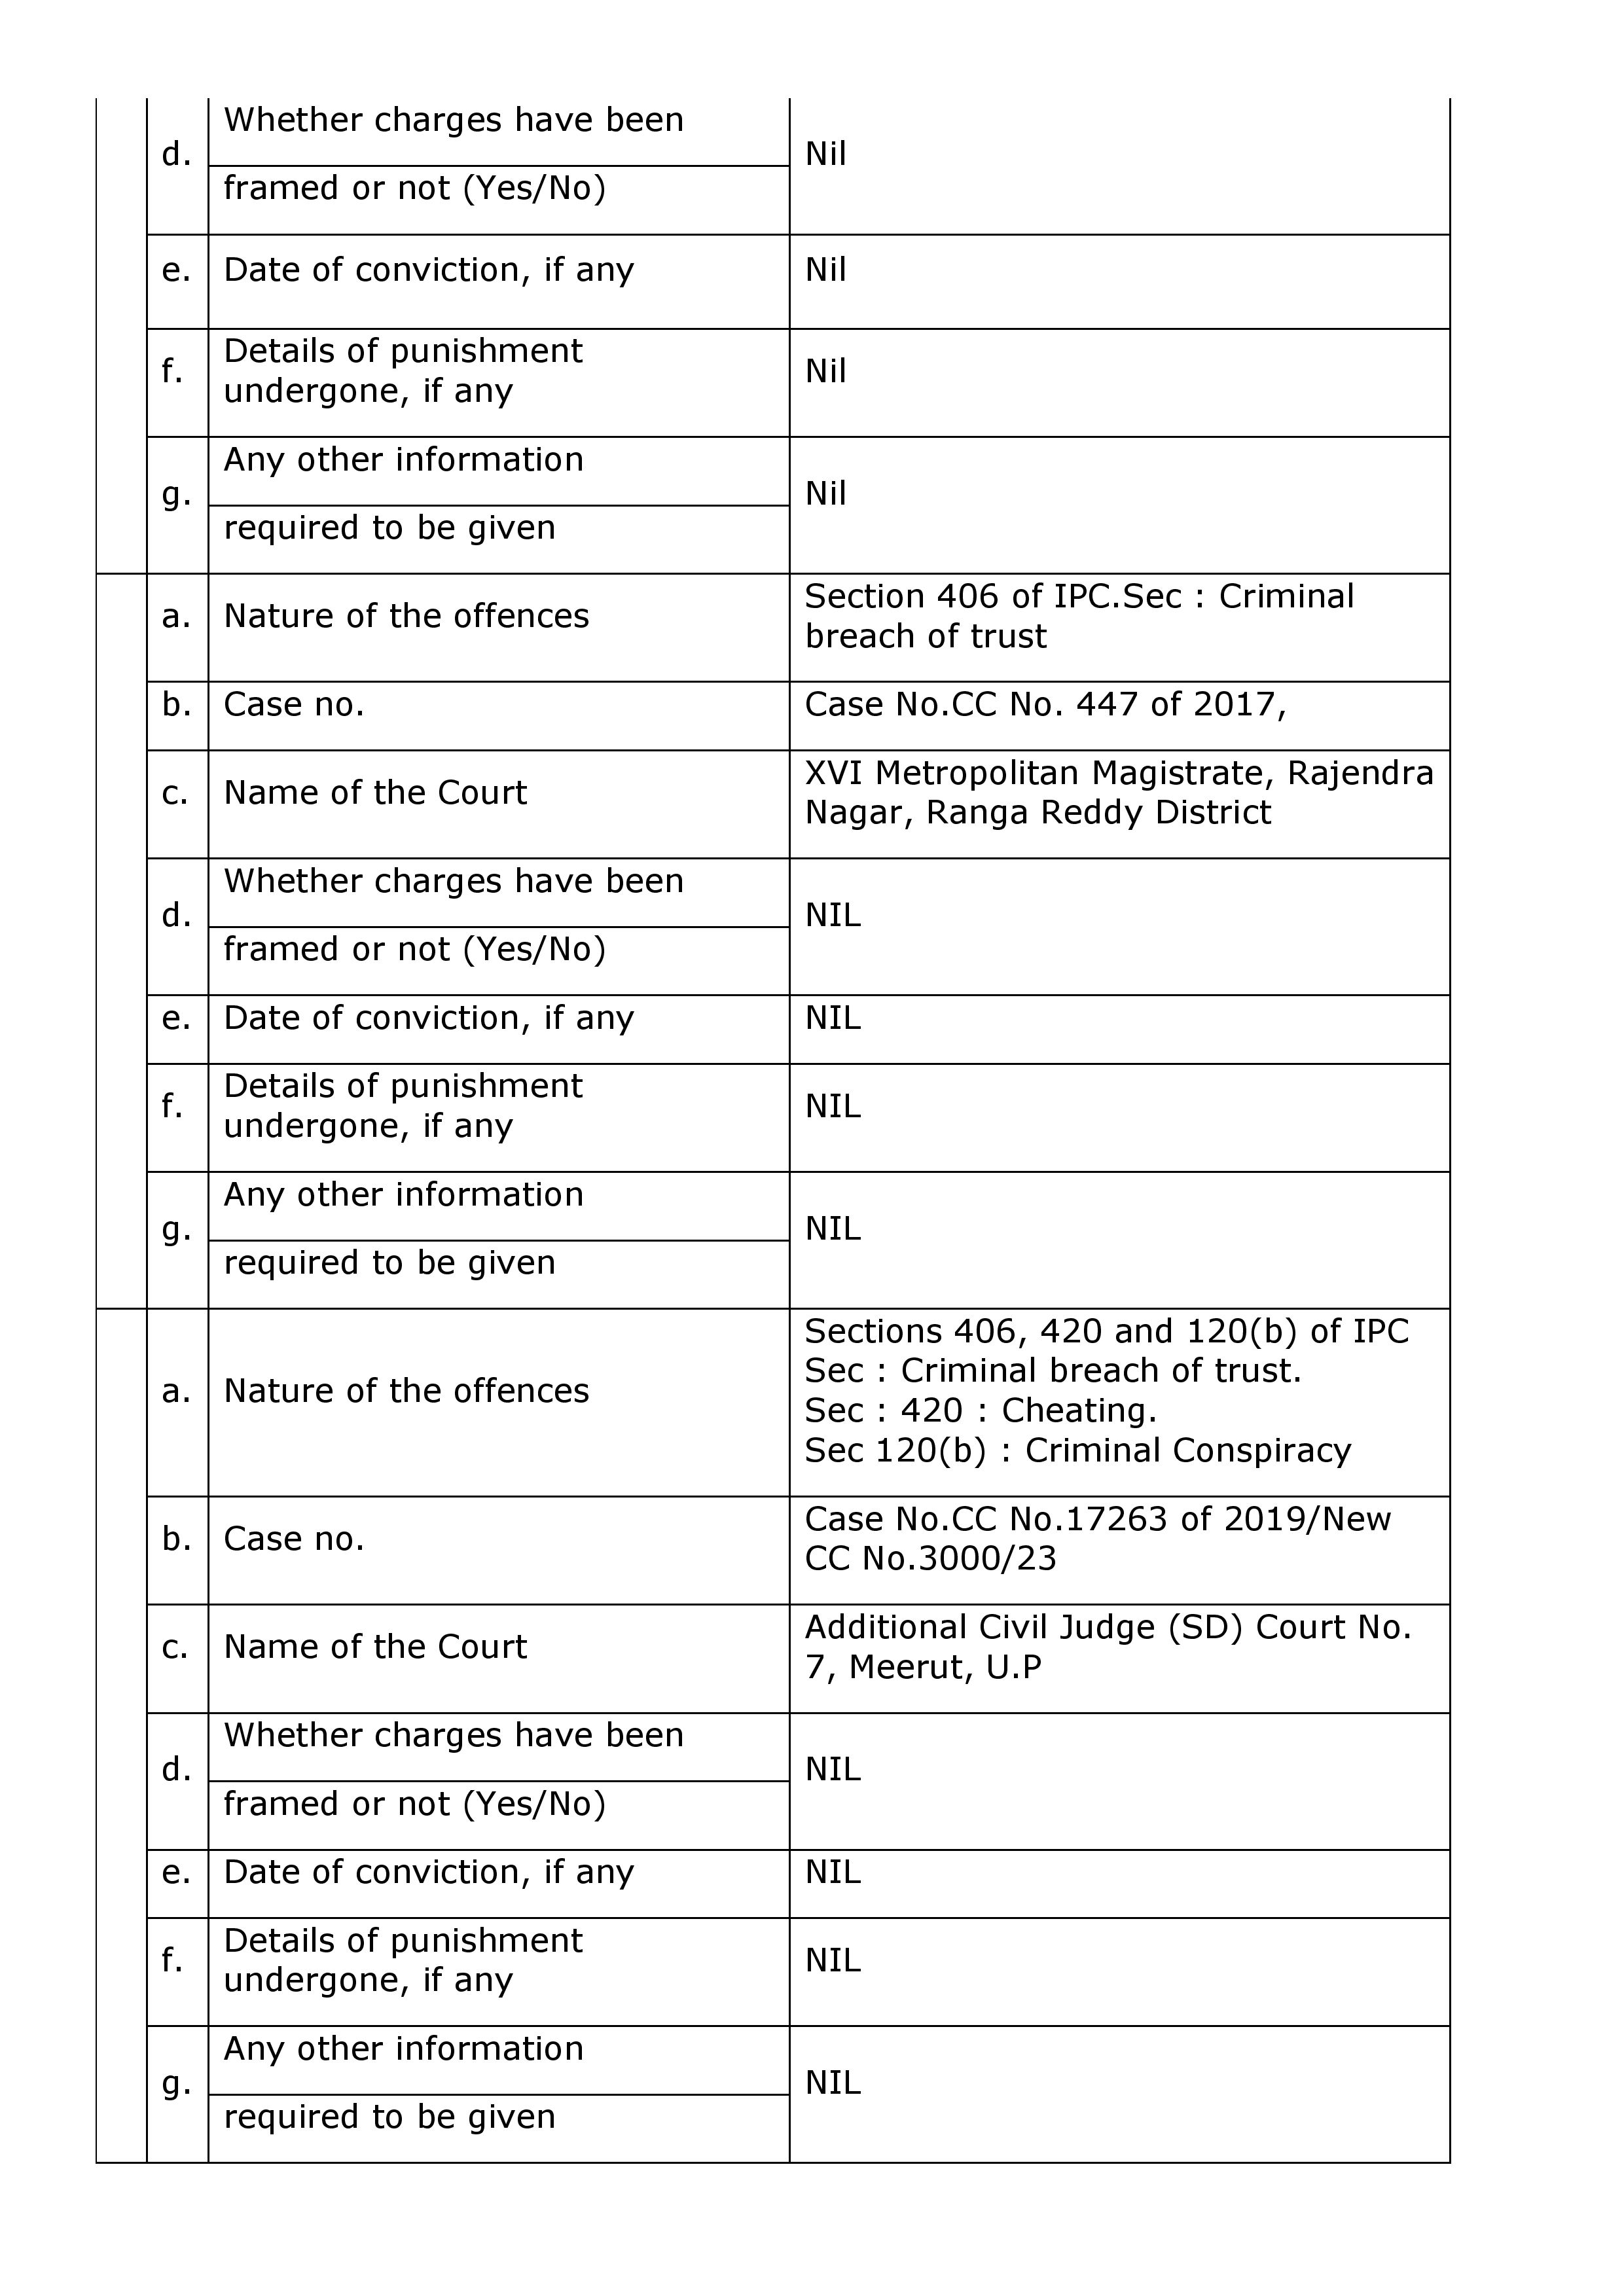 Whether charges have been
d.
Nil
framed or not (Yes/No)
e. Date of conviction, if any Nil
Details of punishment
f.
undergone, if any
Nil
Any other information
g.
Nil
required to be given
a. Nature of the offences
Section 406 of IPC.Sec : Criminal
breach of trust
b. Case no. Case No.CC No. 447 of 2017,
c. Name of the Court
XVI Metropolitan Magistrate, Rajendra
Nagar, Ranga Reddy District
Whether charges have been
d.
NIL
framed or not (Yes/No)
e. Date of conviction, if any NIL
Details of punishment
f.
undergone, if any
NIL
Any other information
g.
NIL
required to be given
a. Nature of the offences
Sections 406, 420 and 120(b) of IPC
Sec : Criminal breach of trust.
Sec : 420 : Cheating.
Sec 120(b) : Criminal Conspiracy
b. Case no.
Case No.CC No.17263 of 2019/New
CC No.3000/23
c. Name of the Court
Additional Civil Judge (SD) Court No.
7, Meerut, U.P
Whether charges have been
d.
NIL
framed or not (Yes/No)
e. Date of conviction, if any NIL
Details of punishment
f.
undergone, if any
NIL
Any other information
g.
NIL
required to be given